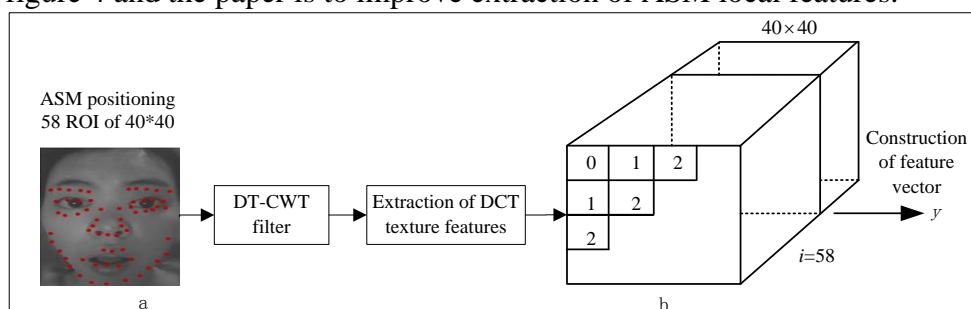 figure 4 and the paper is to improve extraction of ASM local features.
40×40
ASM positioning
58 ROI of 40*40
DT-CWT
filter
Extraction of DCT
texture features
0 1 2
1 2
2
Construction
of feature
vector
y
i=58
a
b